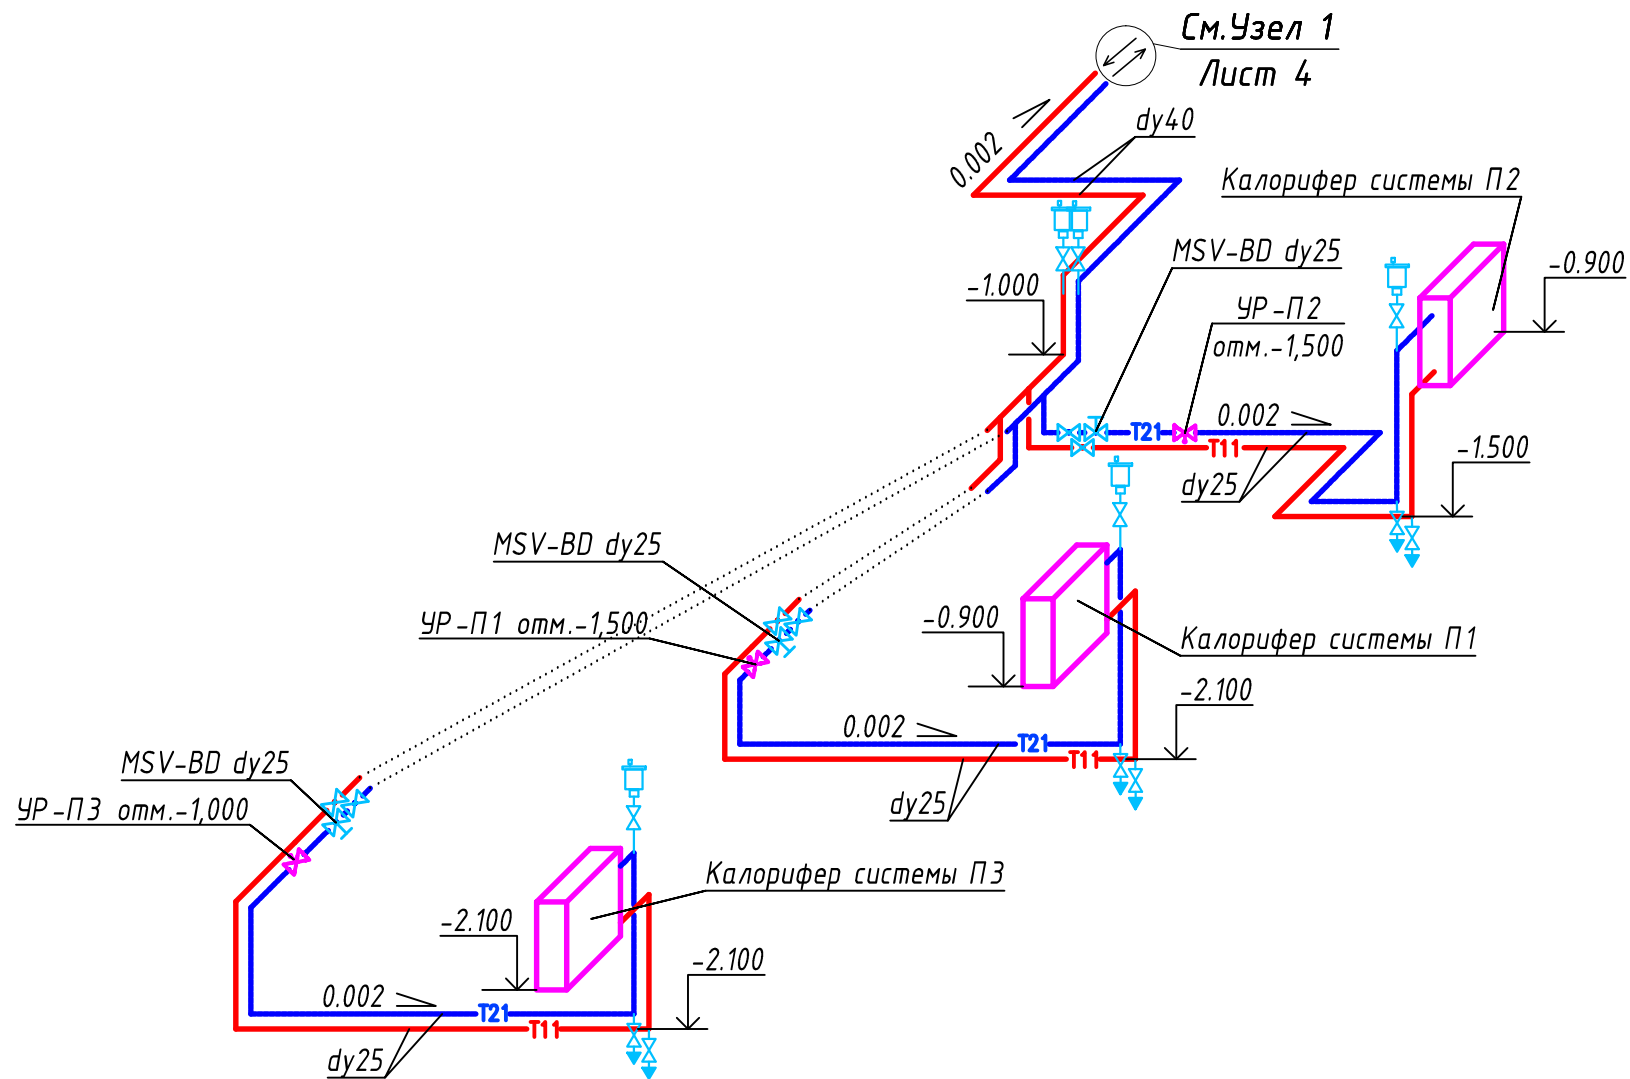 См.Узел 1
Лист 4
dy40
0.002
Калорифер системы П2
MSV-BD dy25
-0.900
-1.000
УР-П2
отм.-1,500
0.002
T21
T11
-1.500
dy25
MSV-BD dy25
УР-П1 отм.-1,500
-0.900
Калорифер системы П1
-2.100
0.002
T21
T11
dy25
MSV-BD dy25
УР-П3 отм.-1,000
Калорифер системы П3
-2.100
-2.100
0.002
T21
T11
dy25